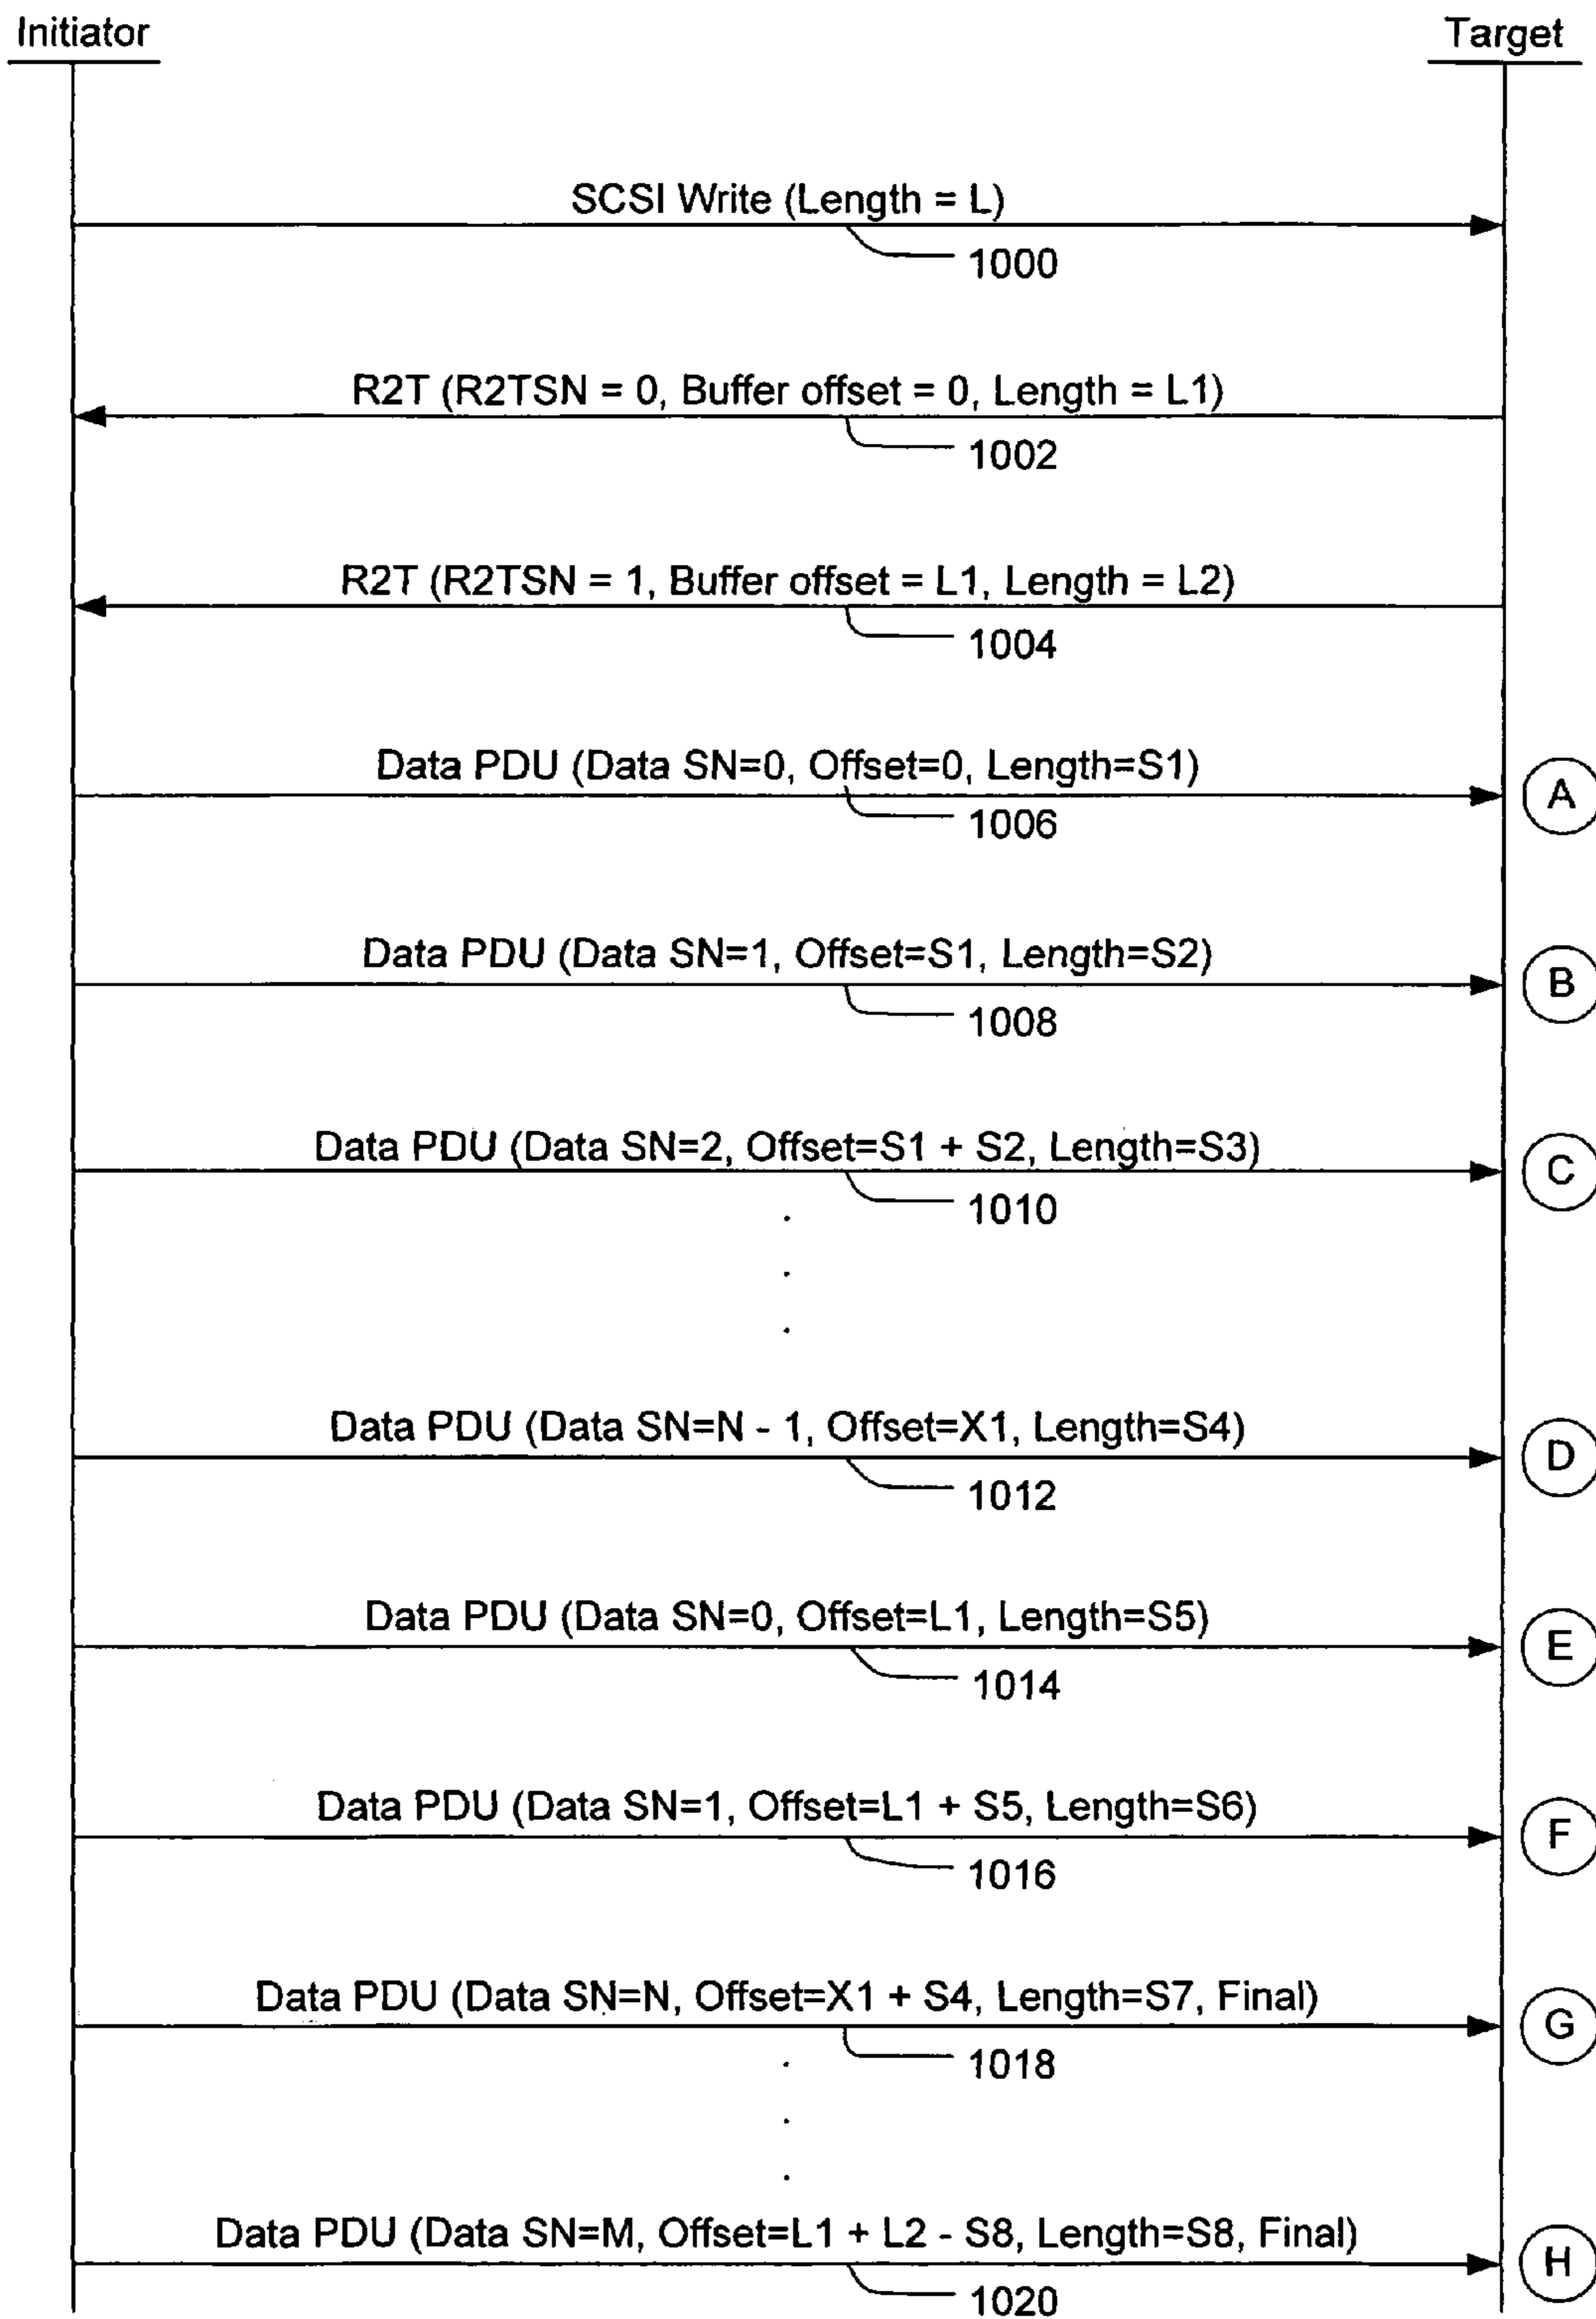 Initiator
Target
SCSI Write (Length = L)
1000
R2T (R2TSN = 0, Buffer offset = 0, Length = L1)
1002
R2T (R2TSN = 1, Buffer offset = L1, Length = L2)
1004
Data PDU (Data SN=0, Offset=0, Length=S1)
A
1006
Data PDU (Data SN=1, Offset=S1, Length=S2)
B
1008
Data PDU (Data SN=2, Offset=S1 + S2, Length=S3)
C
1010
.
.
.
Data PDU (Data SN=N - 1, Offset=X1, Length=S4)
D
1012
Data PDU (Data SN=0, Offset=L1, Length=S5)
E
1014
Data PDU (Data SN=1, Offset=L1 + S5, Length=S6)
F
1016
Data PDU (Data SN=N, Offset=X1 + S4, Length=S7, Final)
G
1018
.
.
.
Data PDU (Data SN=M, Offset=L1 + L2 - S8, Length=S8, Final)
H
1020